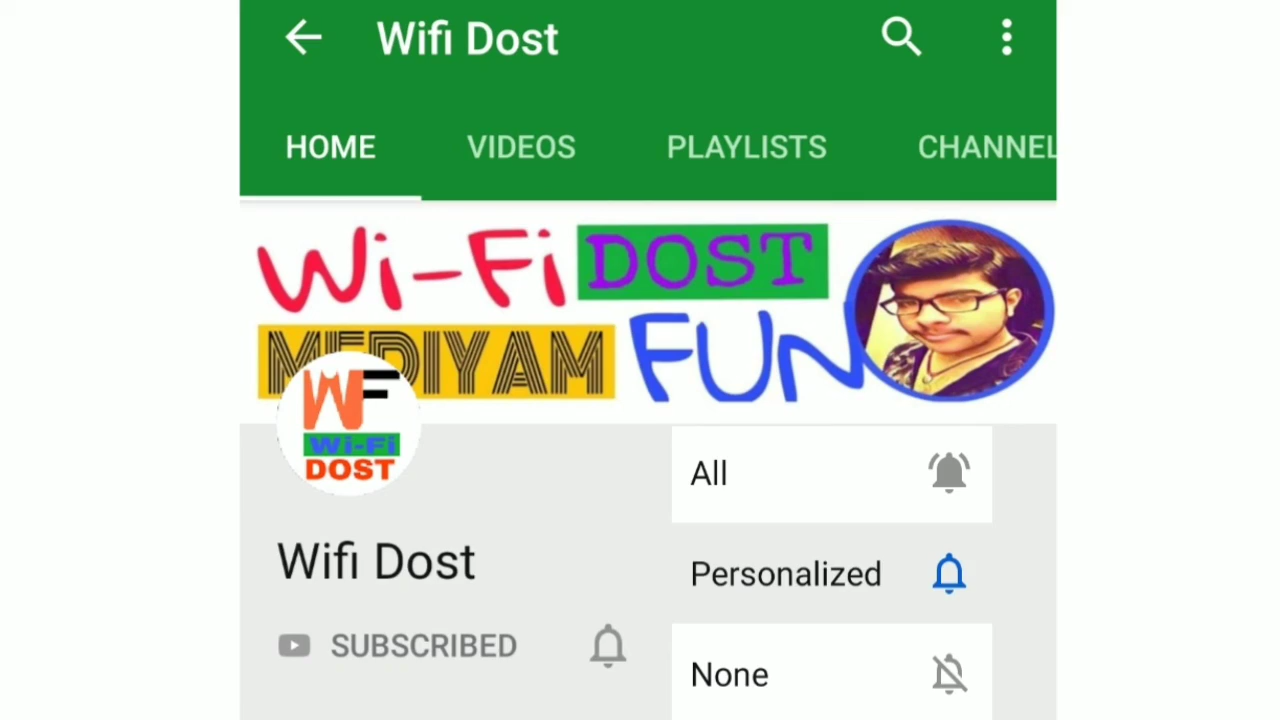 Wifi Dost
HOME VIDEOS PLAYLISTS CHANNEL
Wi-Fi DOST
MEDIYAM FUN
WF
Wi-Fi
DOST
All
Wifi Dost
Personalized
SUBSCRIBED
None